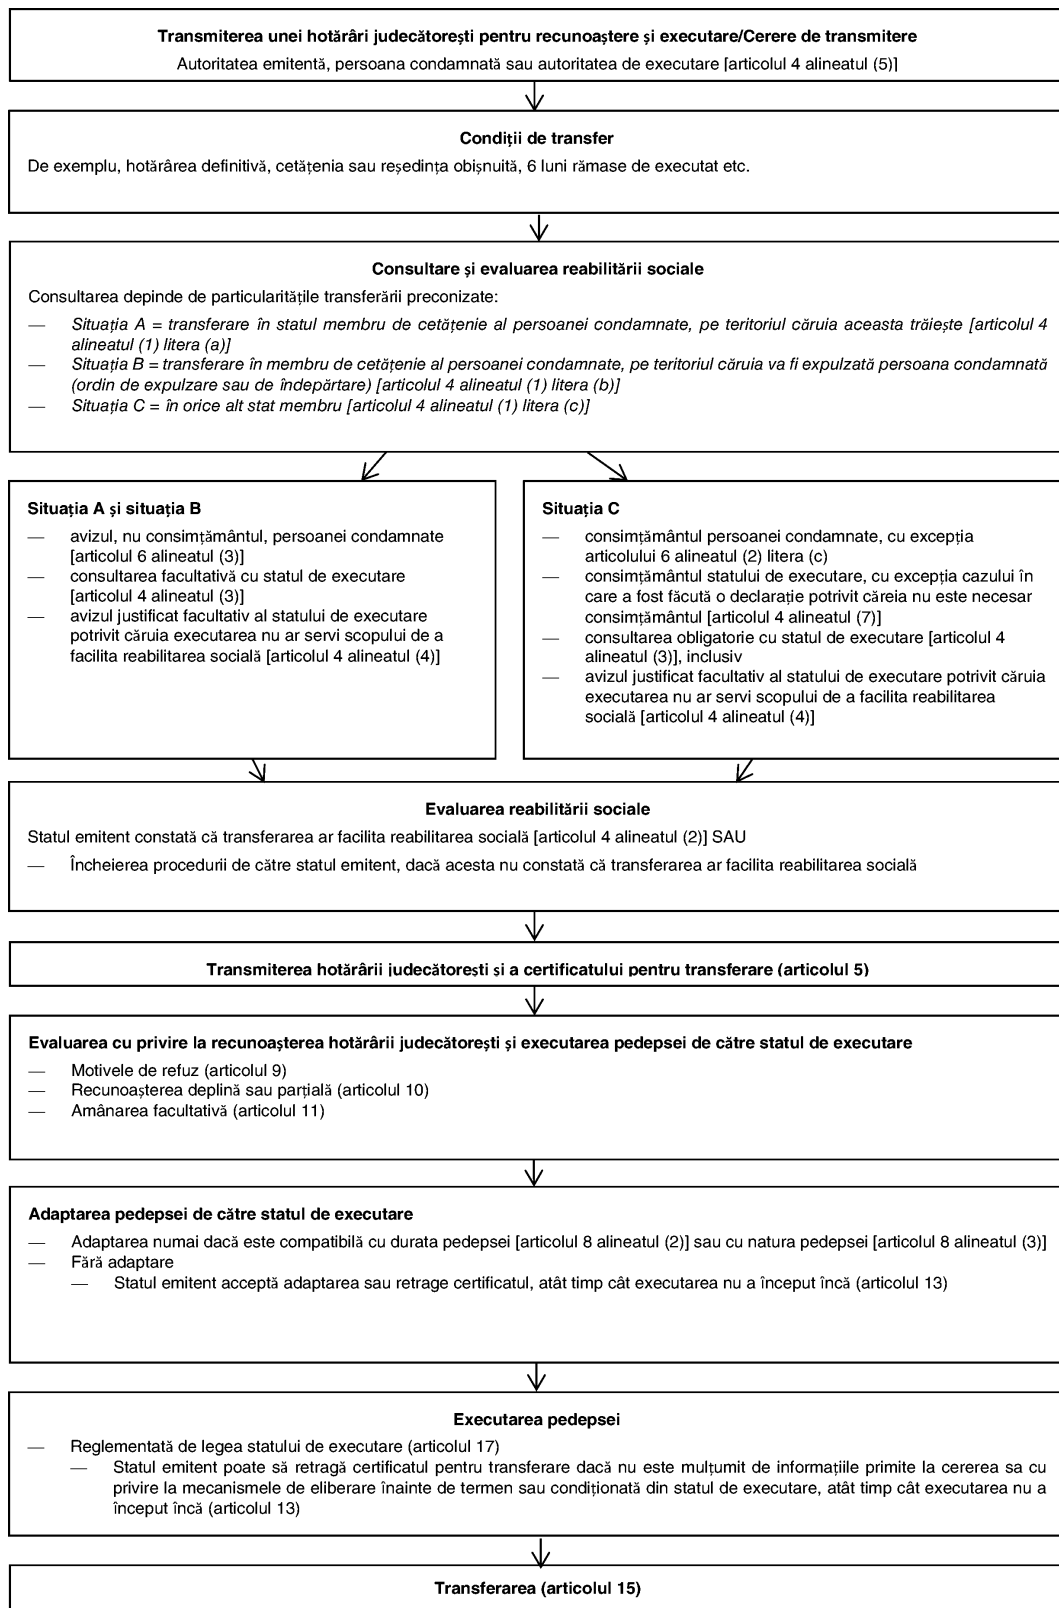 Transmiterea unei hotărâri judecătorești pentru recunoaștere și executare/Cerere de transmitere
Autoritatea emitentă, persoana condamnată sau autoritatea de executare [articolul 4 alineatul (5)]
Condiții de transfer
De exemplu, hotărârea definitivă, cetățenia sau reședința obișnuită, 6 luni rămase de executat etc.
Consultare și evaluarea reabilitării sociale
Consultarea depinde de particularitățile transferării preconizate:
— Situația A = transferare în statul membru de cetățenie al persoanei condamnate, pe teritoriul căruia aceasta trăiește [articolul 4
alineatul (1) litera (a)]
— Situația B = transferare în membru de cetățenie al persoanei condamnate, pe teritoriul căruia va fi expulzată persoana condamnată
(ordin de expulzare sau de îndepărtare) [articolul 4 alineatul (1) litera (b)]
— Situația C = în orice alt stat membru [articolul 4 alineatul (1) litera (c)]
Situația A și situația B
— avizul, nu consimțământul, persoanei condamnate
[articolul 6 alineatul (3)]
— consultarea facultativă cu statul de executare
[articolul 4 alineatul (3)]
— avizul justificat facultativ al statului de executare
potrivit căruia executarea nu ar servi scopului de a
facilita reabilitarea socială [articolul 4 alineatul (4)]
Situația C
— consimțământul persoanei condamnate, cu excepția
articolului 6 alineatul (2) litera (c)
— consimțământul statului de executare, cu excepția cazului în
care a fost făcută o declarație potrivit căreia nu este necesar
consimțământul [articolul 4 alineatul (7)]
— consultarea obligatorie cu statul de executare [articolul 4
alineatul (3)], inclusiv
— avizul justificat facultativ al statului de executare potrivit căruia
executarea nu ar servi scopului de a facilita reabilitarea
socială [articolul 4 alineatul (4)]
Evaluarea reabilitării sociale
Statul emitent constată că transferarea ar facilita reabilitarea socială [articolul 4 alineatul (2)] SAU
— Încheierea procedurii de către statul emitent, dacă acesta nu constată că transferarea ar facilita reabilitarea socială
Transmiterea hotărârii judecătorești și a certificatului pentru transferare (articolul 5)
Evaluarea cu privire la recunoașterea hotărârii judecătorești și executarea pedepsei de către statul de executare
— Motivele de refuz (articolul 9)
— Recunoașterea deplină sau parțială (articolul 10)
— Amânarea facultativă (articolul 11)
Adaptarea pedepsei de către statul de executare
— Adaptarea numai dacă este compatibilă cu durata pedepsei [articolul 8 alineatul (2)] sau cu natura pedepsei [articolul 8 alineatul (3)]
— Fără adaptare
— Statul emitent acceptă adaptarea sau retrage certificatul, atât timp cât executarea nu a început încă (articolul 13)
Executarea pedepsei
— Reglementată de legea statului de executare (articolul 17)
— Statul emitent poate să retragă certificatul pentru transferare dacă nu este mulțumit de informațiile primite la cererea sa cu
privire la mecanismele de eliberare înainte de termen sau condiționată din statul de executare, atât timp cât executarea nu a
început încă (articolul 13)
Transferarea (articolul 15)